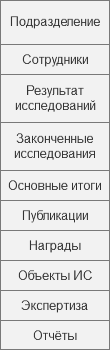 Подразделение
Сотрудники
Результат
исследований
Законченные
исследования
Основные итоги
Публикации
Награды
Объекты ИС
Экспертиза
Отчёты